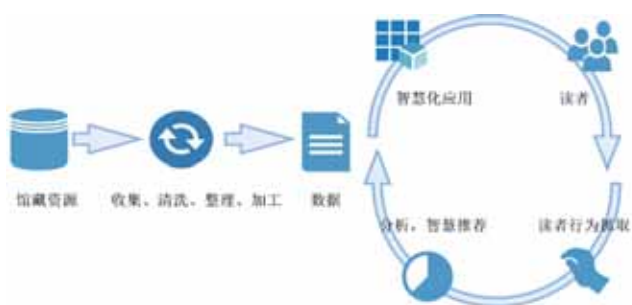 智慧化应用
读者
馆藏资源
收集、清洗、整理、加工
数据
分析，智慧推荐
读者行为抓取